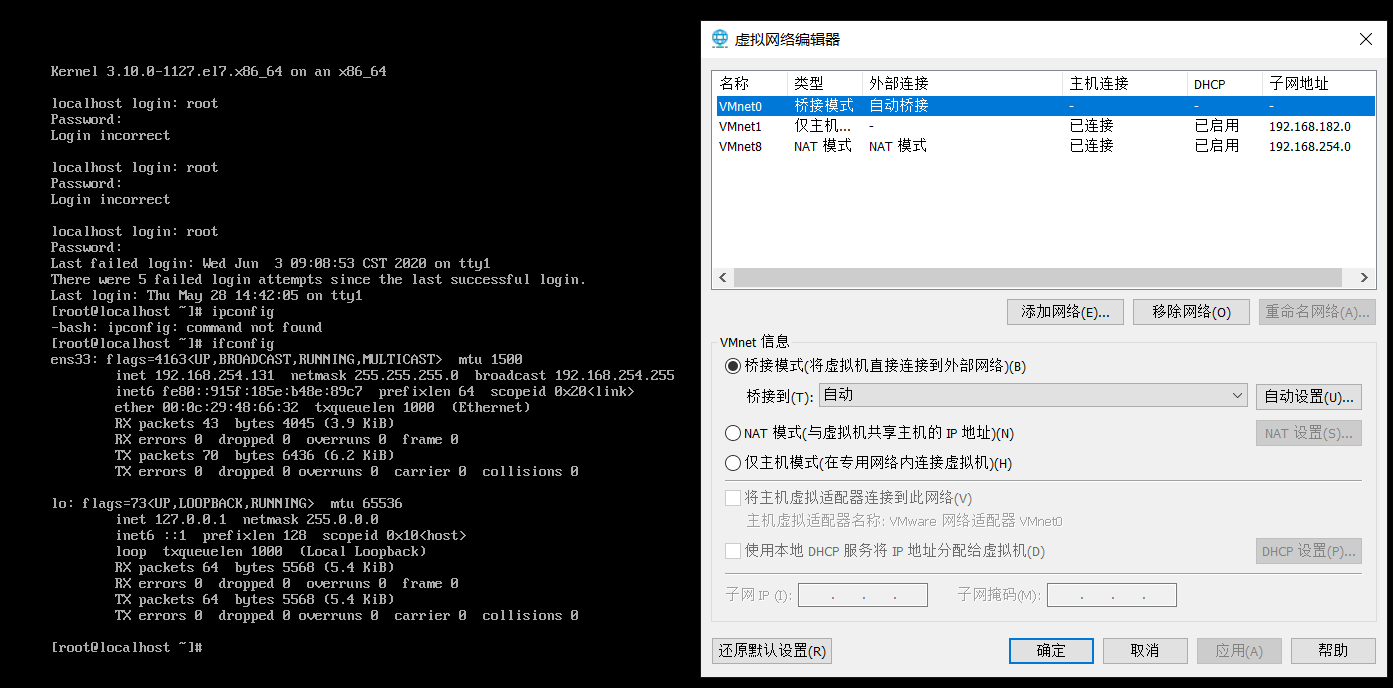 Kernel 3.10.0-1127.el7.x86_64 on an x86_64
localhost login: root
Password:
Login incorrect
localhost login: root
Password:
Login incorrect
localhost login: root
Password:
Last failed login: Wed Jun  3 09:08:53 CST 2020 on tty1
There were 5 failed login attempts since the last successful login.
Last login: Thu May 28 14:42:05 on tty1
[root@localhost ~]# ipconfig
-bash: ipconfig: command not found
[root@localhost ~]# ifconfig
ens33: flags=4163<UP,BROADCAST,RUNNING,MULTICAST>  mtu 1500
inet 192.168.254.131  netmask 255.255.255.0  broadcast 192.168.254.255
inet6 fe80::915f:185e:b48e:89c7  prefixlen 64  scopeid 0x20<link>
ether 00:0c:29:48:66:32  txqueuelen 1000  (Ethernet)
RX packets 43  bytes 4045 (3.9 KiB)
RX errors 0  dropped 0  overruns 0  frame 0
TX packets 70  bytes 6436 (6.2 KiB)
TX errors 0  dropped 0 overruns 0  carrier 0  collisions 0
lo: flags=73<UP,LOOPBACK,RUNNING>  mtu 65536
inet 127.0.0.1  netmask 255.0.0.0
inet6 ::1  prefixlen 128  scopeid 0x10<host>
loop  txqueuelen 1000  (Local Loopback)
RX packets 64  bytes 5568 (5.4 KiB)
RX errors 0  dropped 0  overruns 0  frame 0
TX packets 64  bytes 5568 (5.4 KiB)
TX errors 0  dropped 0 overruns 0  carrier 0  collisions 0
[root@localhost ~]#
虚拟网络编辑器
名称 类型 外部连接 主机连接 DHCP 子网地址
VMnet0 桥接模式 自动桥接 - - -
VMnet1 仅主机... - 已连接 已启用 192.168.182.0
VMnet8 NAT 模式 NAT 模式 已连接 已启用 192.168.254.0
添加网络(E)... 移除网络(O) 重命名网络(A)...
VMnet 信息
桥接模式(将虚拟机直接连接到外部网络)(B)
桥接到(T): 自动 自动设置(U)...
NAT 模式(与虚拟机共享主机的 IP 地址)(N) NAT 设置(S)...
仅主机模式(在专用网络内连接虚拟机)(H)
将主机虚拟适配器连接到此网络(V)
主机虚拟适配器名称: VMware 网络适配器 VMnet0
使用本地 DHCP 服务将 IP 地址分配给虚拟机(D) DHCP 设置(P)...
子网 IP (I): . . . 子网掩码(M): . . .
还原默认设置(R) 确定 取消 应用(A) 帮助